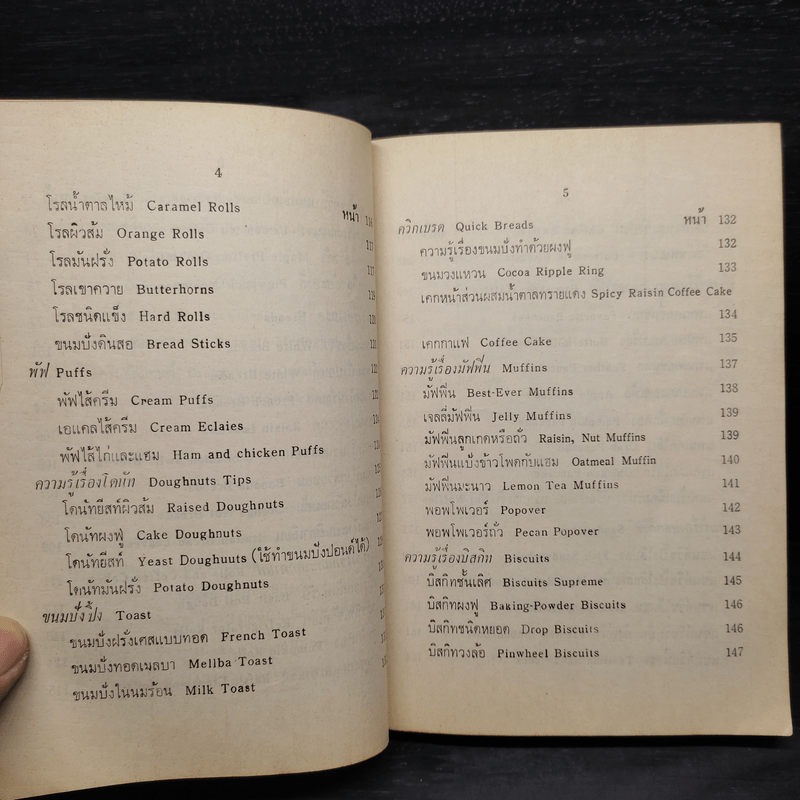 4
หน้า
โรลน้ำตาลไหม้ Caramel Rolls 116
โรลผิวส้ม Orange Rolls 117
โรลมันฝรั่ง Potato Rolls 117
โรลเขาควาย Butterhorns 119
โรลชนิดแข็ง Hard Rolls 120
ขนมปังดินสอ Bread Sticks
พัฟ Puffs
พัฟไส้ครีม Cream Puffs
เอแคลไส้ครีม Cream Eclaies
พัฟไส้ไก่และแฮม Ham and chicken Puffs
ความรู้เรื่องโดนัท Doughnuts Tips
โดนัทยีสท์ผิวส้ม Raised Doughnuts
โดนัทผงฟู Cake Doughnuts
โดนัทยีสท์ Yeast Doughuuts (ใช้ทำขนมปังปอนด์ได้)
โดนัทมันฝรั่ง Potato Doughnuts
ขนมปังปิ้ง Toast
ขนมปังฝรั่งเศสแบบทอด French Toast
ขนมปังทอดเมลบา Mellba Toast
ขนมปังในนมร้อน Milk Toast
5
ควิกเบรด Quick Breads หน้า 132
ความรู้เรื่องขนมปังทำด้วยผงฟู 132
ขนมวงแหวน Cocoa Ripple Ring 133
เคกหน้าส่วนผสมน้ำตาลทรายแดง Spicy Raisin Coffee Cake
134
เคกกาแฟ Coffee Cake 135
ความรู้เรื่องมัฟฟิ่น Muffins 137
มัฟฟิ่น Best-Ever Muffins 138
เจลลี่มัฟฟิ่น Jelly Muffins 139
มัฟฟิ่นลูกเกดหรือถั่ว Raisin, Nut Muffins 139
มัฟฟิ่นแป้งข้าวโพดกับแฮม Oatmeal Muffin 140
มัฟฟิ่นมะนาว Lemon Tea Muffins 141
พอพโพเวอร์ Popover 142
พอพโพเวอร์ถั่ว Pecan Popover 143
ความรู้เรื่องบิสกิท Biscuits 144
บิสกิทชั้นเลิศ Biscuits Supreme 145
บิสกิทผงฟู Baking-Powder Biscuits 146
บิสกิทชนิดหยอด Drop Biscuits 146
บิสกิทวงล้อ Pinwheel Biscuits 147